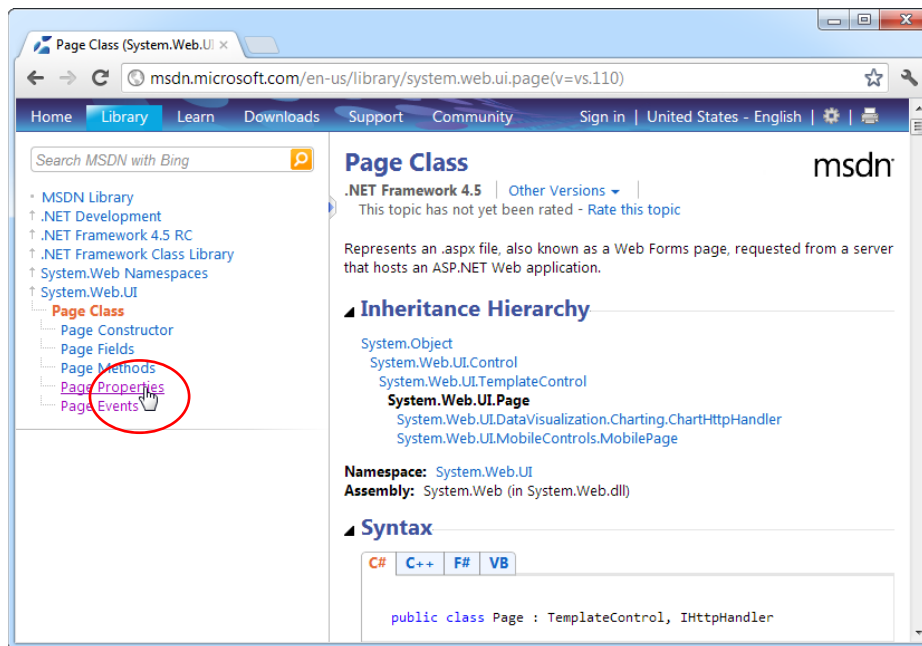 Page Class (System.Web.UI
msdn.microsoft.com/en-us/library/system.web.ui.page(v=vs.110)
Home Library Learn Downloads Support Community Sign in | United States - English
Search MSDN with Bing
MSDN Library
.NET Development
.NET Framework 4.5 RC
.NET Framework Class Library
System.Web Namespaces
System.Web.UI
Page Class
Page Constructor
Page Fields
Page Methods
Page Properties
Page Events
Page Class
msdn
.NET Framework 4.5 | Other Versions
This topic has not yet been rated - Rate this topic
Represents an .aspx file, also known as a Web Forms page, requested from a server
that hosts an ASP.NET Web application.
Inheritance Hierarchy
System.Object
System.Web.UI.Control
System.Web.UI.TemplateControl
System.Web.UI.Page
System.Web.UI.DataVisualization.Charting.ChartHttpHandler
System.Web.UI.MobileControls.MobilePage
Namespace: System.Web.UI
Assembly: System.Web (in System.Web.dll)
Syntax
C# C++ F# VB
public class Page : TemplateControl, IHttpHandler